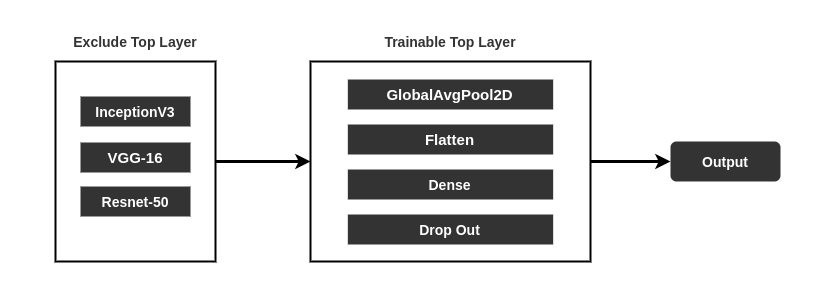 Exclude Top Layer
InceptionV3
VGG-16
Resnet-50
Trainable Top Layer
GlobalAvgPool2D
Flatten
Dense
Drop Out
Output